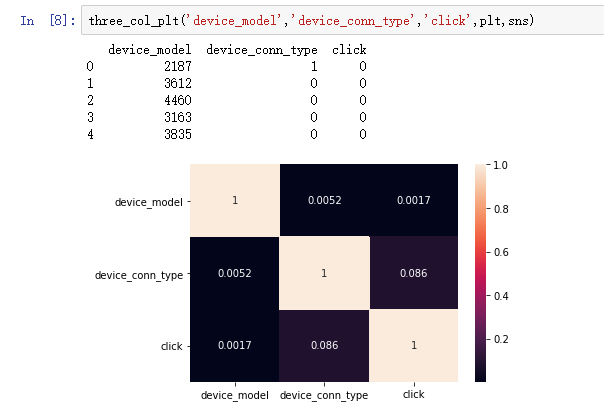 In [8]: three_col_plt('device_model','device_conn_type','click',plt,sns)
device_model device_conn_type click
0 2187 1 0
1 3612 0 0
2 4460 0 0
3 3163 0 0
4 3835 0 0
1.0
device_model 1 0.0052 0.0017
0.8
0.6
device_conn_type 0.0052 1 0.086
0.4
click 0.0017 0.086 1
0.2
device_model device_conn_type click